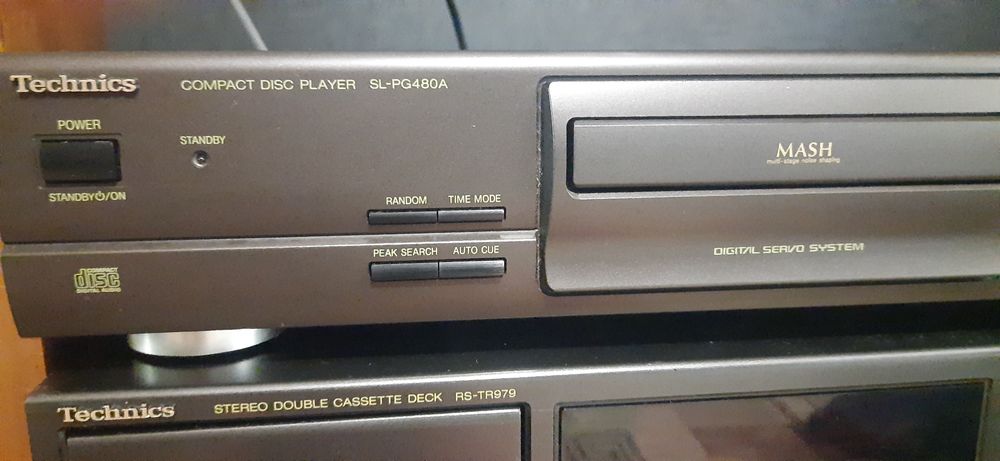 Technics
COMPACT DISC PLAYER SL-PG480A
POWER
STANDBY⏻/ON
STANDBY
RANDOM
TIME MODE
PEAK SEARCH
AUTO CUE
COMPACT
disc
DIGITAL AUDIO
MASH
multi-stage noise shaping
DIGITAL SERVO SYSTEM
Technics
STEREO DOUBLE CASSETTE DECK RS-TR979